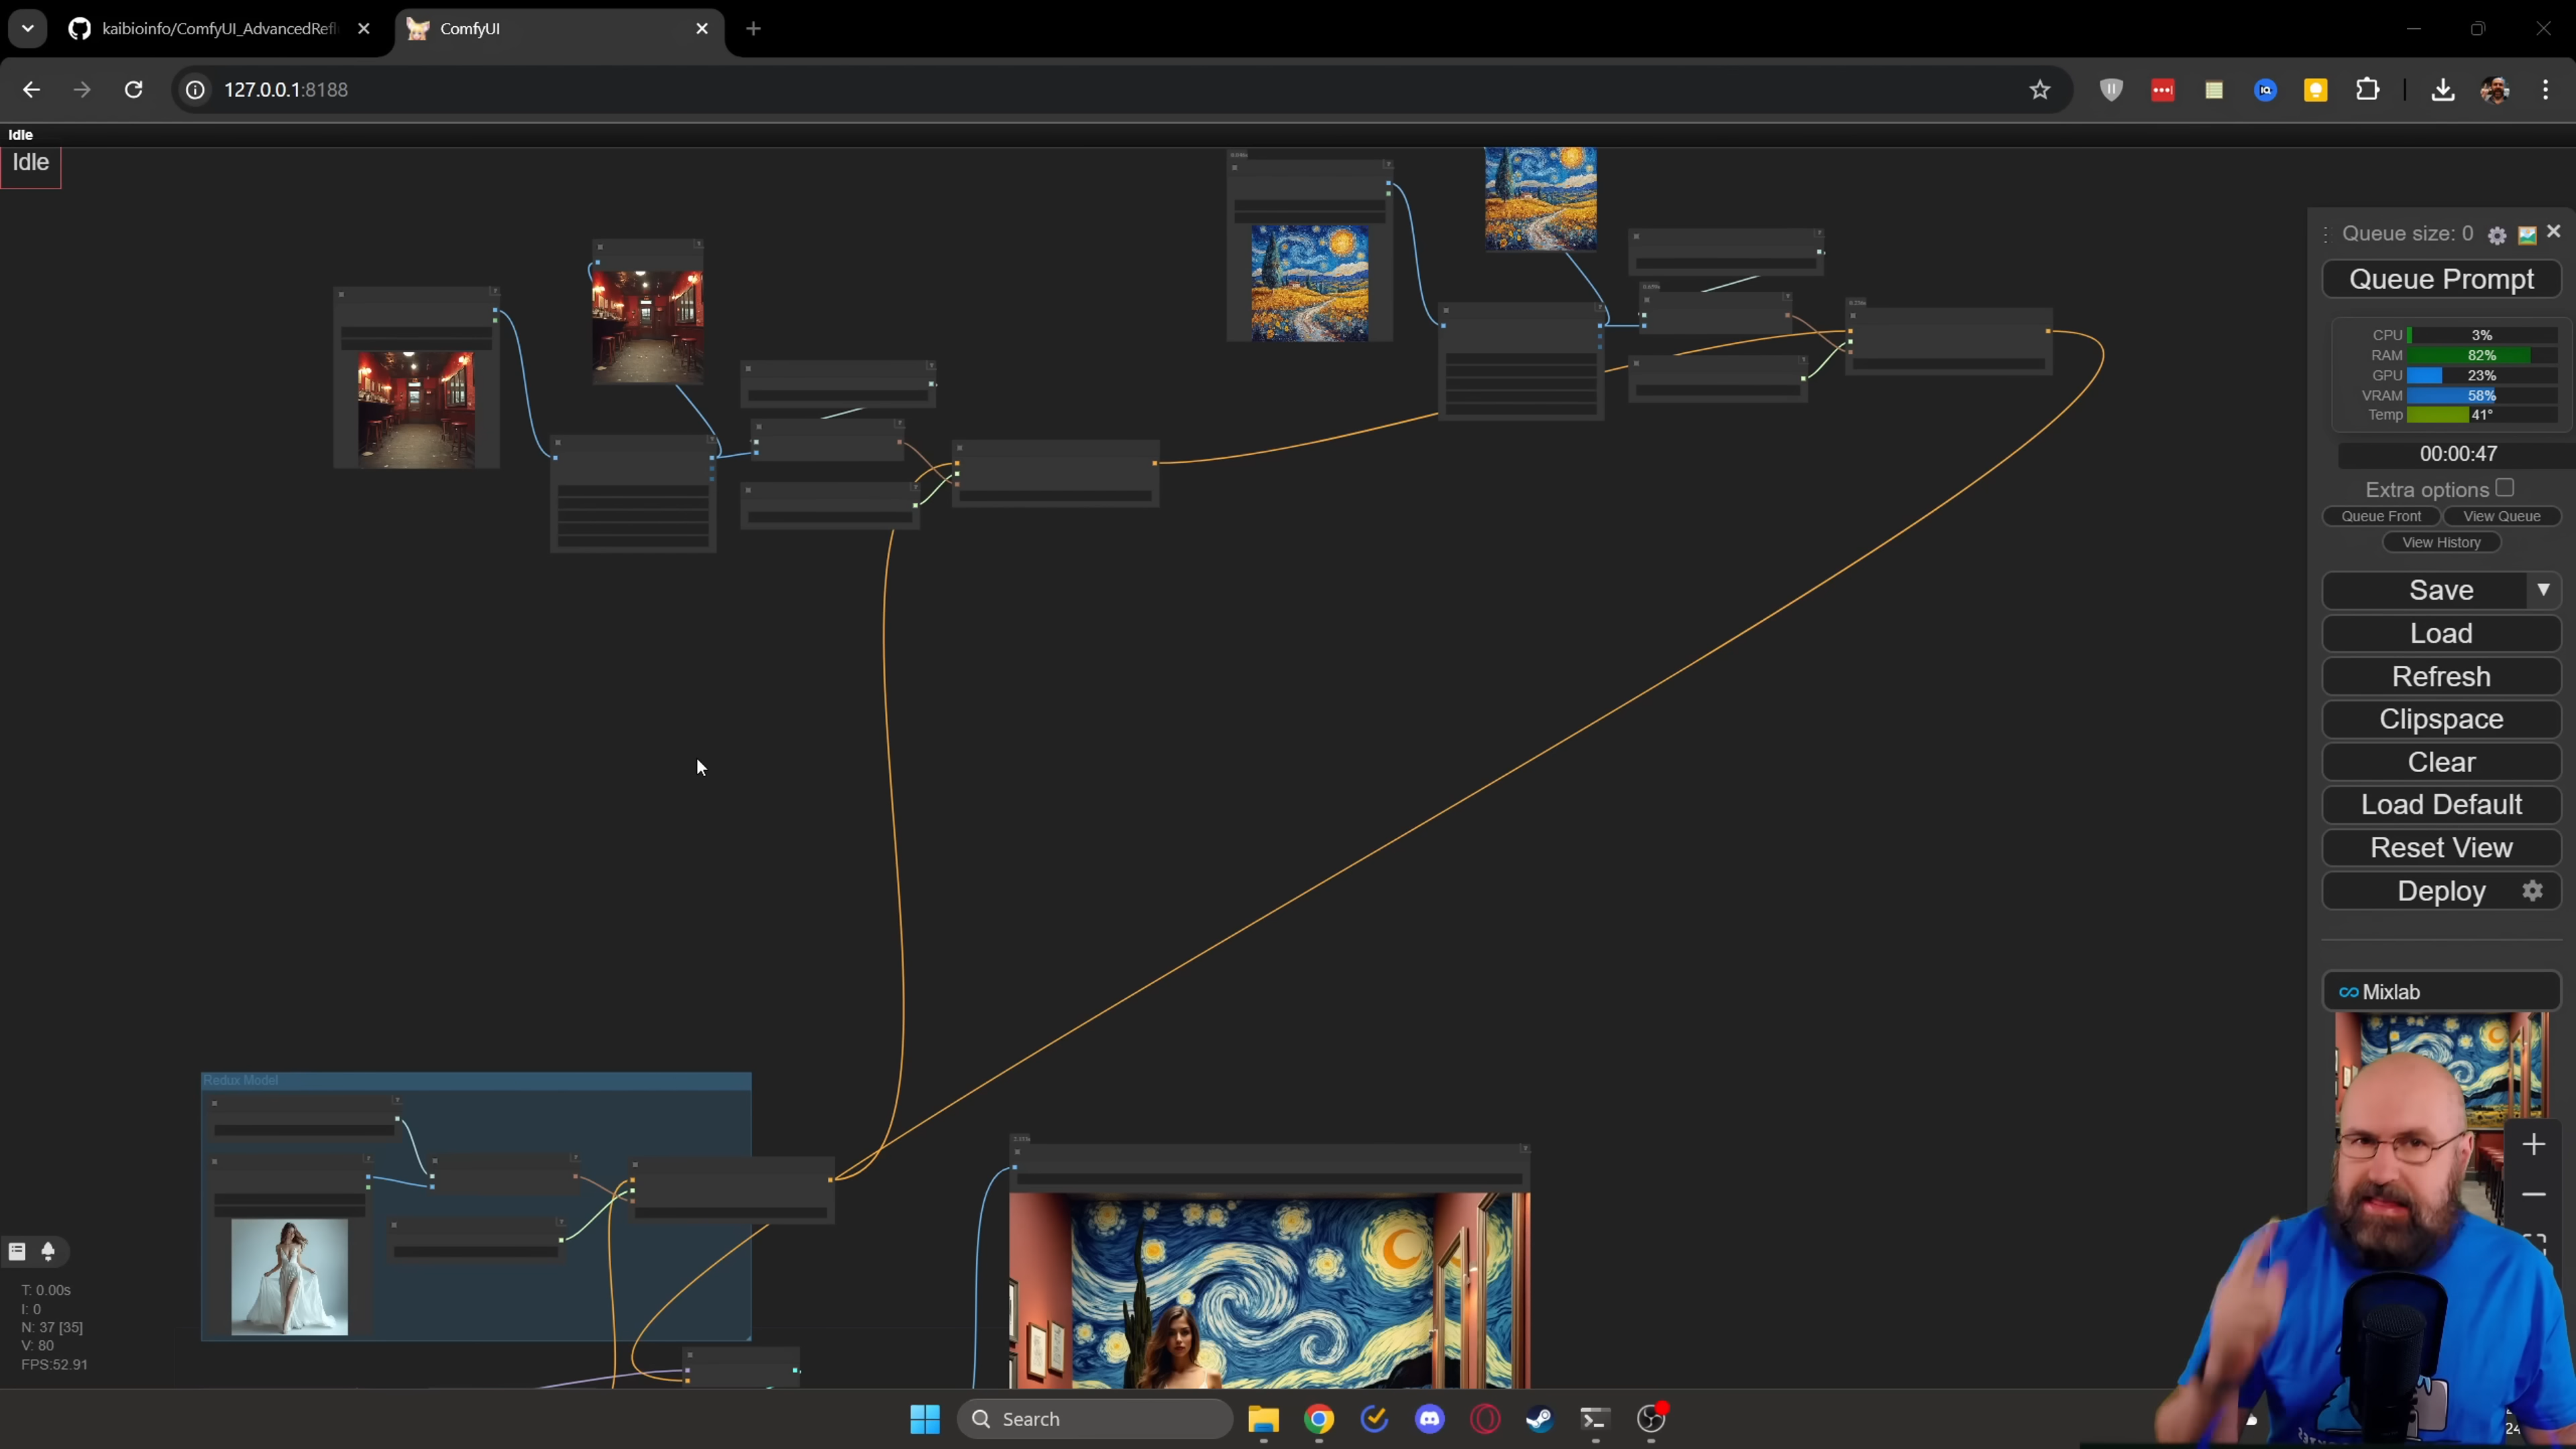 kaibioinfo/ComfyUI_AdvancedRefl
ComfyUI
127.0.0.1:8188
Idle
Idle
Queue size: 0
Queue Prompt
CPU 3%
RAM 82%
GPU 23%
VRAM 58%
Temp 41°
00:00:47
Extra options
Queue Front View Queue
View History
Save
Load
Refresh
Clipspace
Clear
Load Default
Reset View
Deploy
Mixlab
Redux Model
T: 0.00s
I: 0
N: 37 [35]
V: 80
FPS:52.91
Search